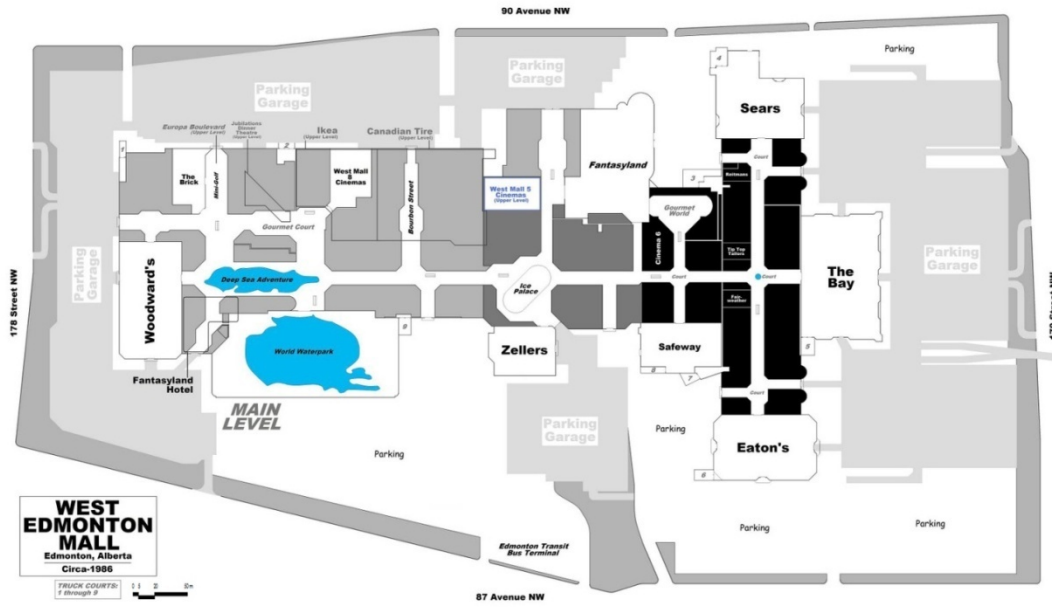 90 Avenue NW
Parking
Parking
Garage
Parking
Garage
4
Sears
Europa Boulevard
(Upper Level)
Jubilations
Dinner
Theatre
(Upper Level)
Ikea
(Upper Level)
Canadian Tire
(Upper Level)
1
2
Court
The
Brick
Mini-Golf
West Mall
8
Cinemas
Bourbon Street
West Mall 5
Cinemas
(Upper Level)
Fantasyland
3
Reitmans
Gourmet
World
Gourmet Court
Cinema 6
Tip Top
Tailors
Parking
Garage
Parking
Garage
178 Street NW
Woodward's
Deep Sea Adventure
Ice
Palace
Court
Court
The
Bay
Fair-
weather
9
World Waterpark
Zellers
Safeway
5
8
7
Fantasyland
Hotel
Court
MAIN
LEVEL
Parking
Garage
Parking
Parking
Eaton's
6
WEST
EDMONTON
MALL
Edmonton, Alberta
Circa-1986
TRUCK COURTS:
1 through 9
Edmonton Transit
Bus Terminal
Parking
Parking
87 Avenue NW